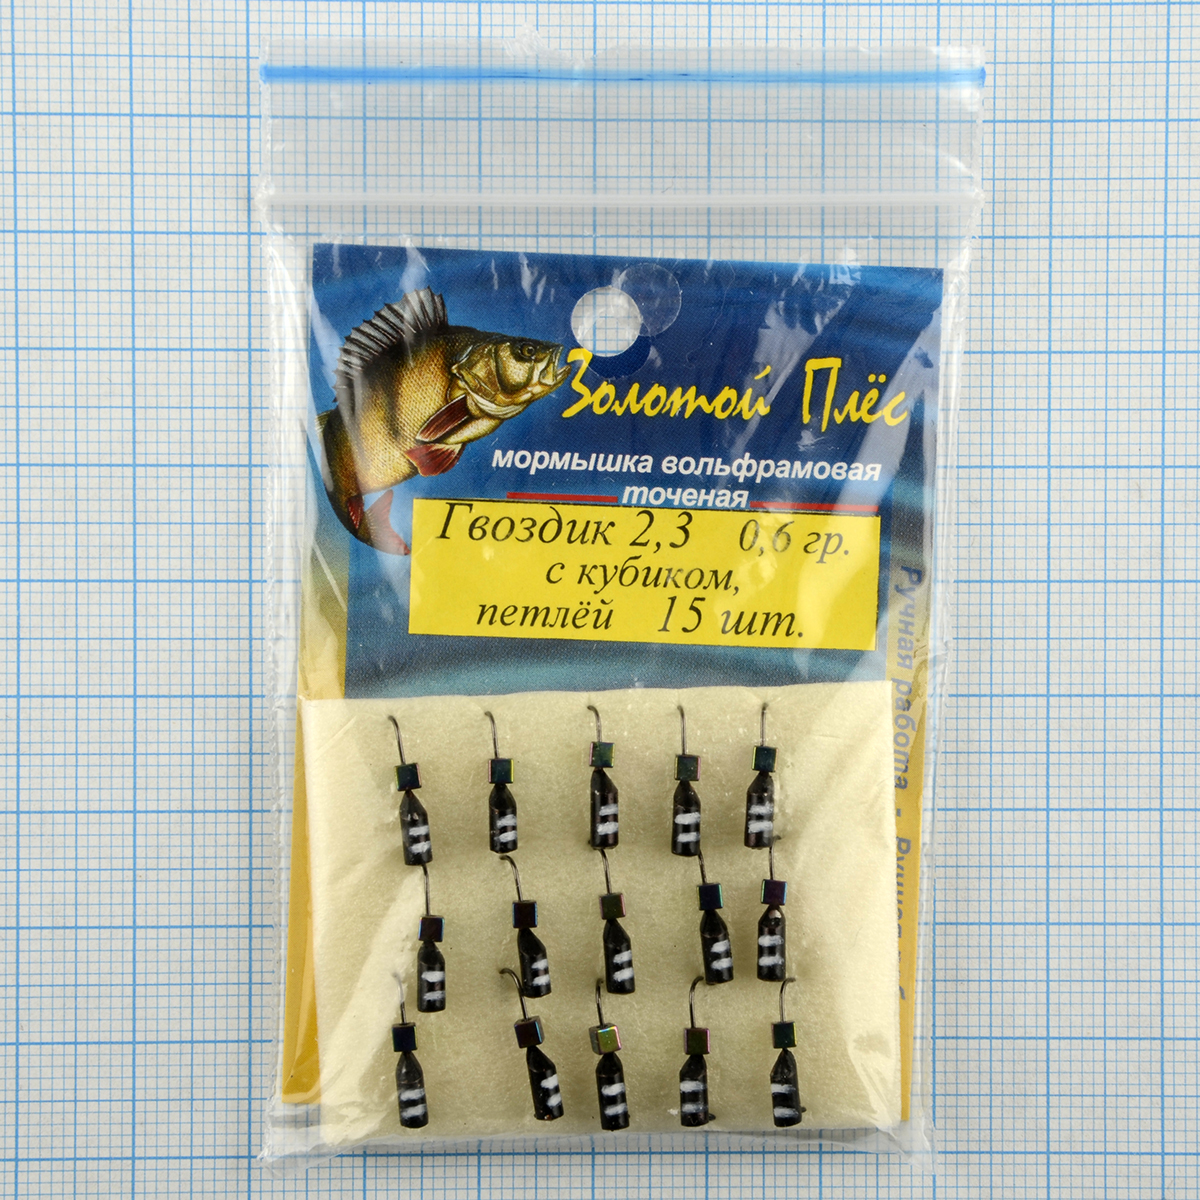 Золотой Плёс
мормышка вольфрамовая
точеная
Гвоздик 2,3 0,6 гр.
с кубиком,
петлёй 15 шт.
Ручная работа -